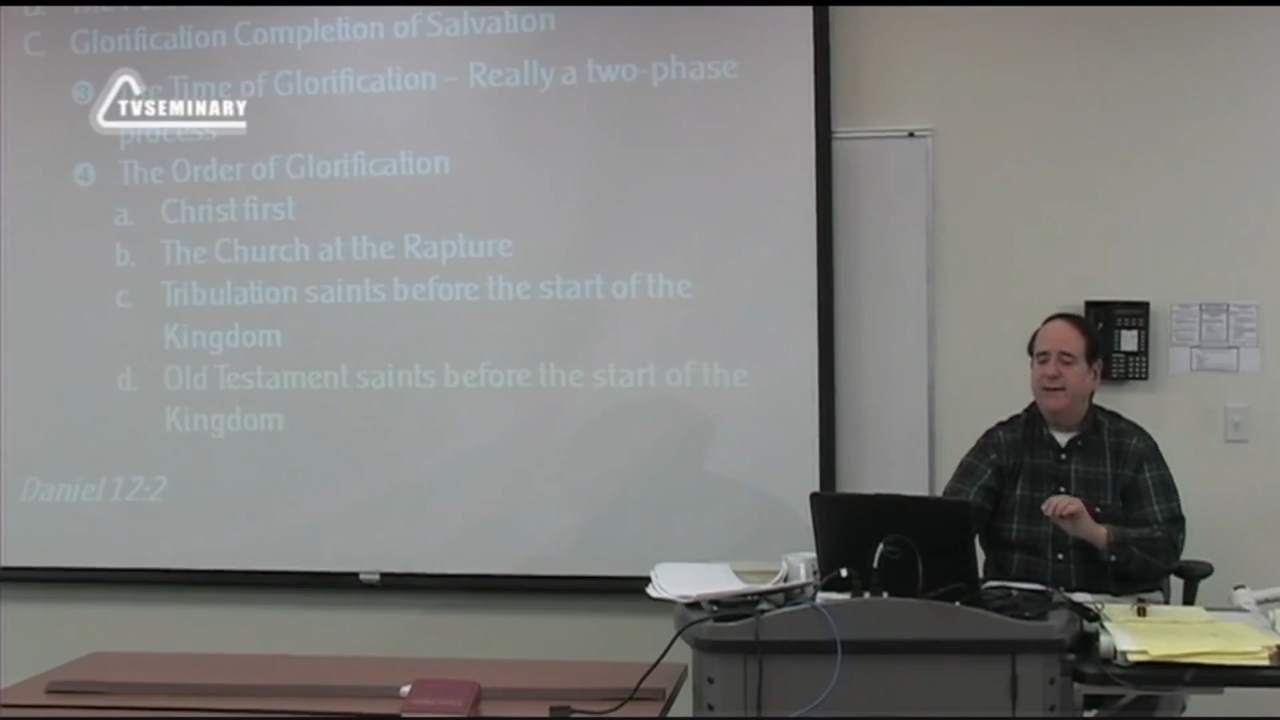 C Glorification Completion of Salvation
3 Time of Glorification – Really a two-phase
TVSEMINARY
process
4 The Order of Glorification
a. Christ first
b. The Church at the Rapture
c. Tribulation saints before the start of the
Kingdom
d. Old Testament saints before the start of the
Kingdom
Daniel 12:2